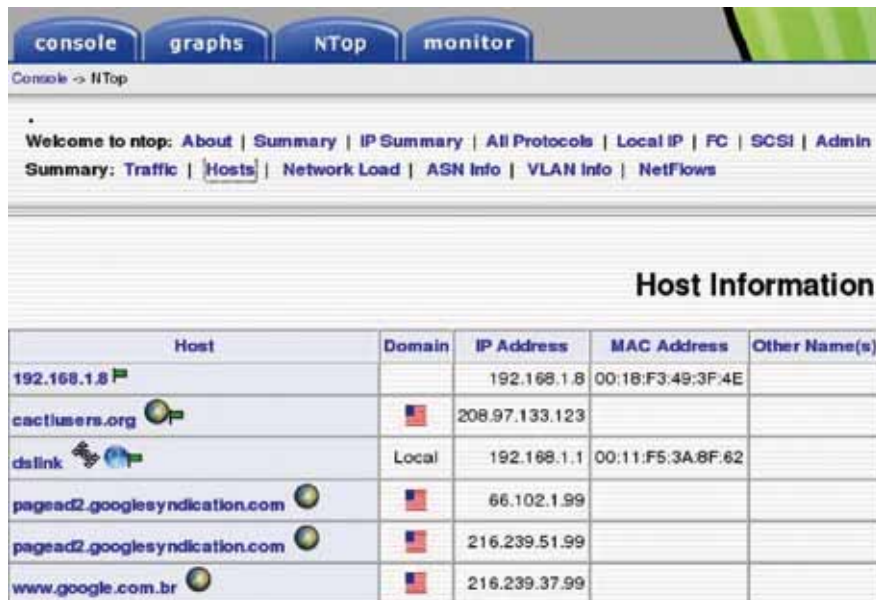 console graphs NTop monitor
Console -> NTop
.
Welcome to ntop: About | Summary | IP Summary | All Protocols | Local IP | FC | SCSI | Admin
Summary: Traffic | Hosts | Network Load | ASN Info | VLAN Info | NetFlows
Host Information
Host Domain IP Address MAC Address Other Name(s)
192.168.1.8 192.168.1.8 00:18:F3:49:3F:4E
cactiusers.org 208.97.133.123
dslink Local 192.168.1.1 00:11:F5:3A:8F:62
pagead2.googlesyndication.com 66.102.1.99
pagead2.googlesyndication.com 216.239.51.99
www.google.com.br 216.239.37.99